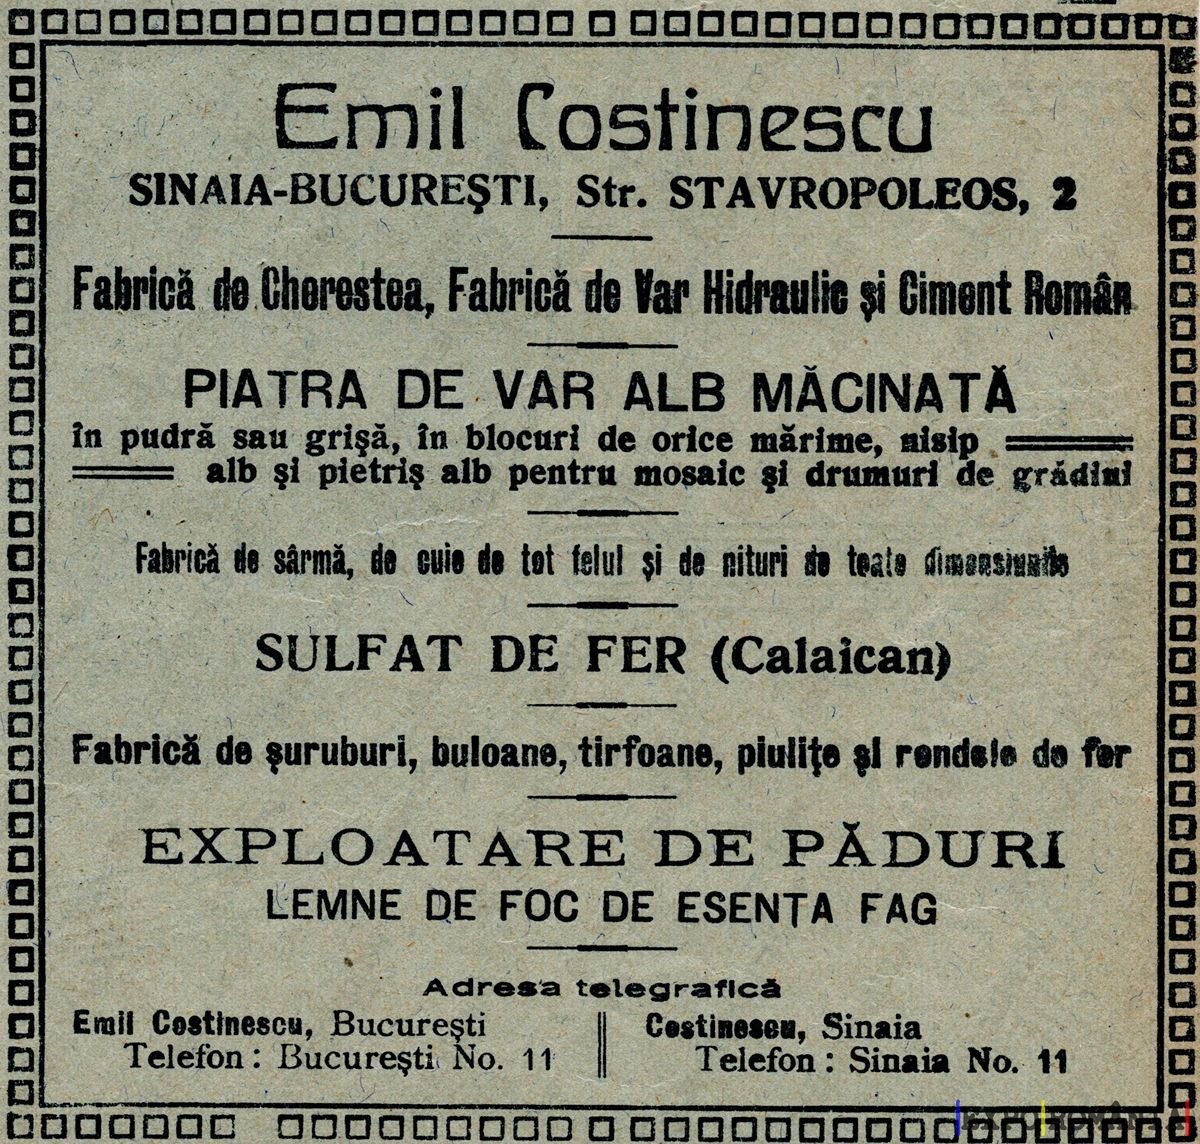 Emil Costinescu
SINAIA-BUCUREŞTI, Str. STAVROPOLEOS, 2
Fabrică de Cherestea, Fabrică de Var Hidraulic şi Ciment Român
PIATRA DE VAR ALB MĂCINATĂ
în pudră sau grişă, în blocuri de orice mărime, nisip
alb şi pietriş alb pentru mosaic şi drumuri de grădini
Fabrică de sârmă, de cuie de tot felul şi de nituri de toate dimensiunile
SULFAT DE FER (Calaican)
Fabrică de şuruburi, buloane, tirfoane, piuliţe şi rondele de fer
EXPLOATARE DE PĂDURI
LEMNE DE FOC DE ESENŢA FAG
Adresa telegrafică
Emil Costinescu, Bucureşti
Telefon : Bucureşti No. 11
Costinescu, Sinaia
Telefon : Sinaia No. 11
EXPO ROMÂNIA